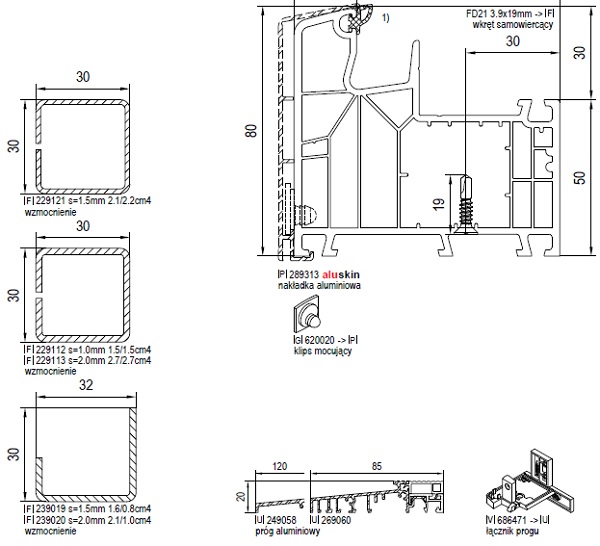 FD21 3.9x19mm -> |F|
wkręt samowiercący
1)
30
30
80
50
19
30
30
|F| 229121 s=1.5mm 2.1/2.2cm4
wzmocnienie
|P| 289313 aluskin
nakładka aluminiowa
30
30
|F| 229112 s=1.0mm 1.5/1.5cm4
|F| 229113 s=2.0mm 2.7/2.7cm4
wzmocnienie
|G| 620020 -> |P|
klips mocujący
32
30
|F| 239019 s=1.5mm 1.6/0.8cm4
|F| 239020 s=2.0mm 2.1/1.0cm4
wzmocnienie
120
85
20
|U| 249058
próg aluminiowy
|U| 269060
|V| 686471 -> |U|
łącznik progu